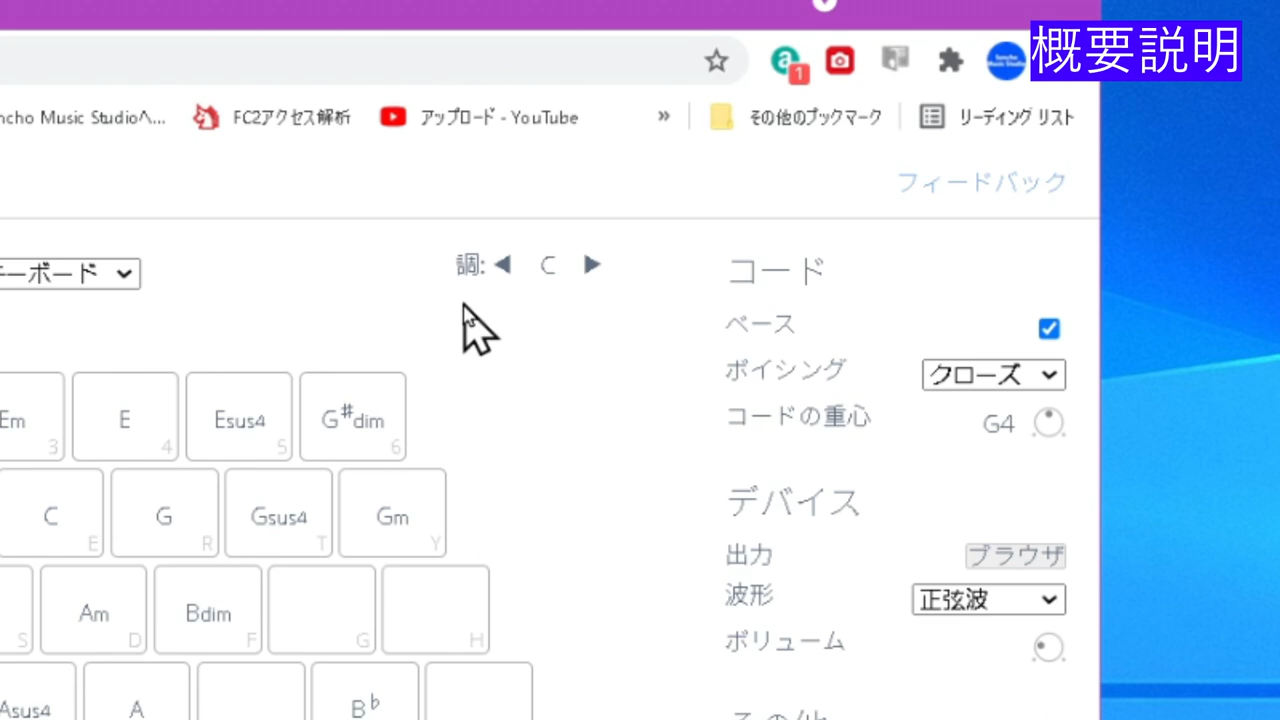 概要説明
a
1
ncho Music Studioへ...
FC2アクセス解析
アップロード - YouTube
»
その他のブックマーク
リーディング リスト
フィードバック
キーボード
調: ◀ C ▶
コード
ベース
ボイシング クローズ
コードの重心 G4
Em 3
E 4
Esus4 5
G♯dim 6
C E
G R
Gsus4 T
Gm Y
デバイス
出力 ブラウザ
波形 正弦波
ボリューム
S
Am D
Bdim F
G
H
Asus4
A
B♭
その他